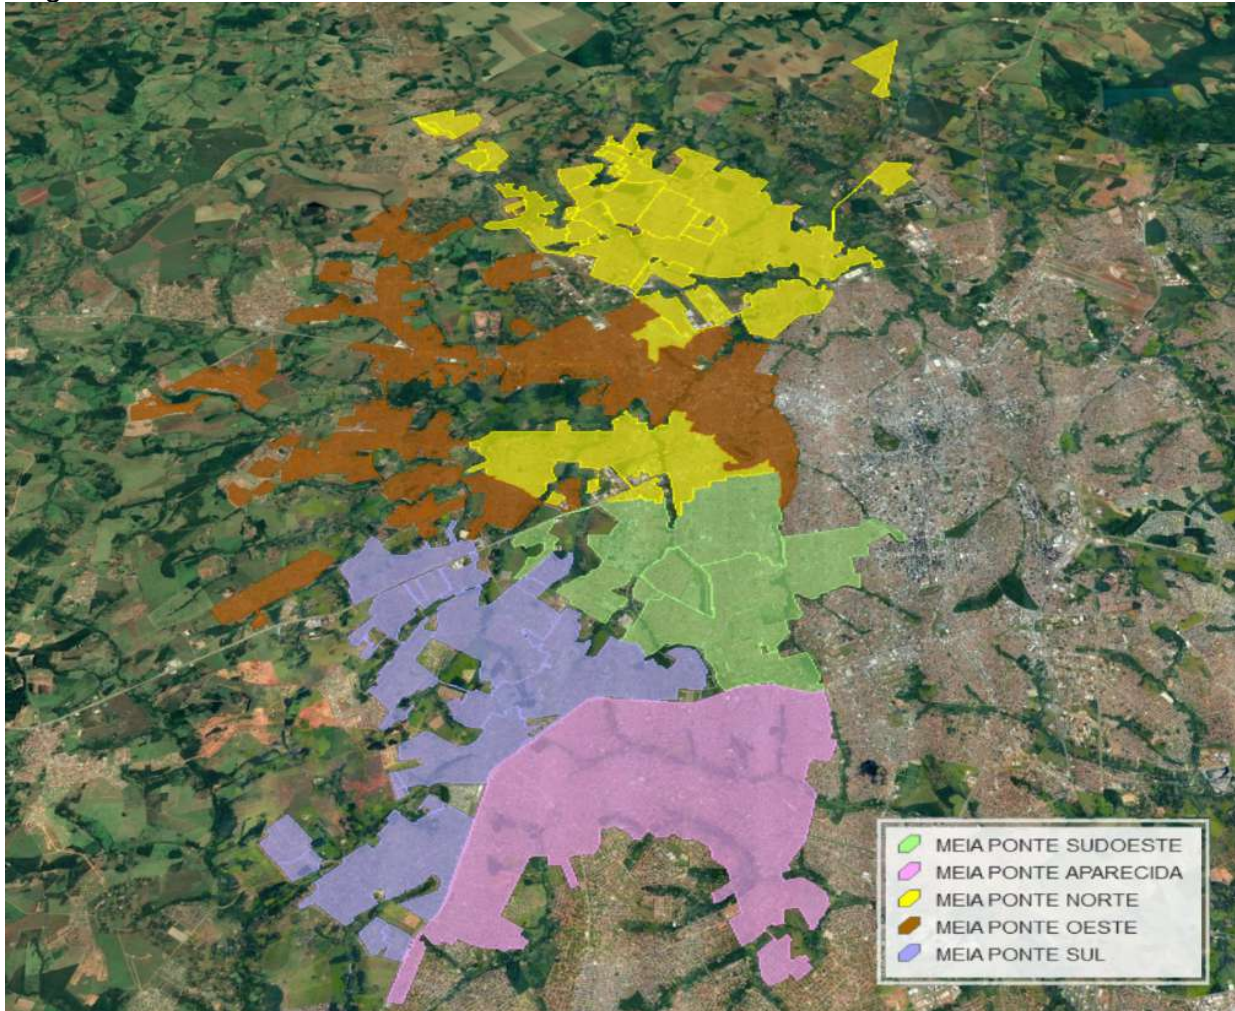 MEIA PONTE SUDOESTE
MEIA PONTE APARECIDA
MEIA PONTE NORTE
MEIA PONTE OESTE
MEIA PONTE SUL